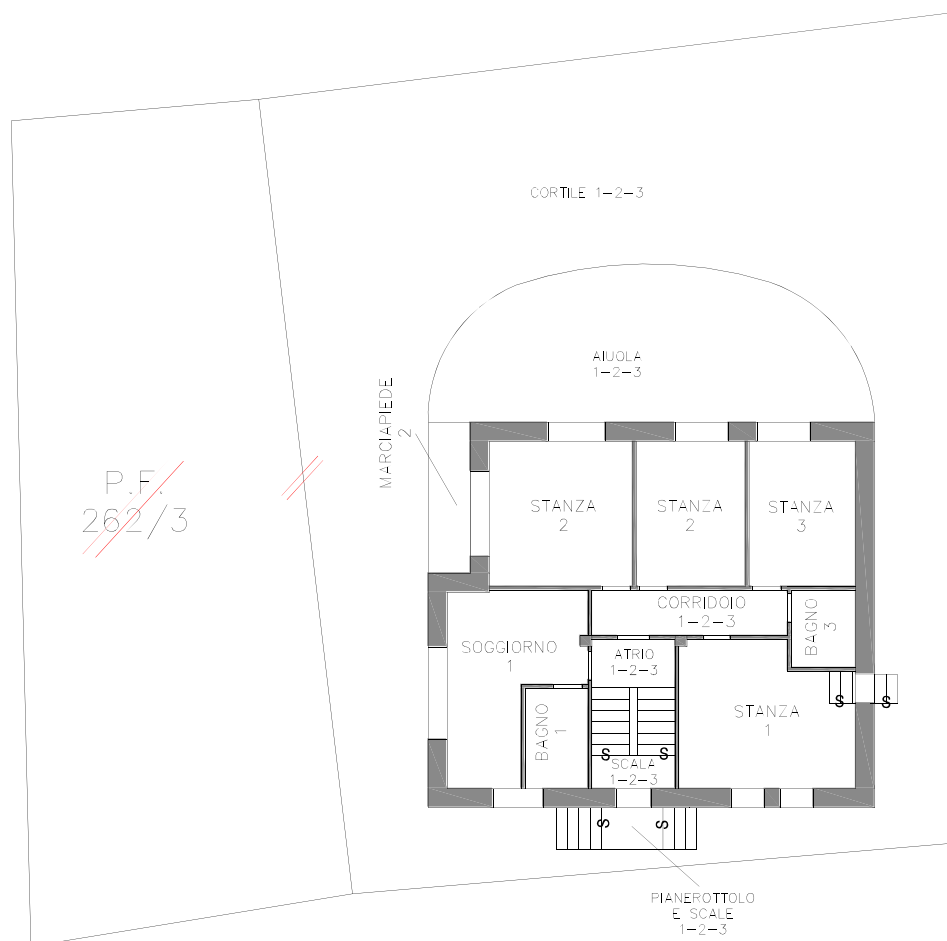 CORTILE 1-2-3
AIUOLA
1-2-3
MARCIAPIEDE
2
P.F.
262/3
STANZA
2
STANZA
2
STANZA
3
CORRIDOIO
1-2-3
BAGNO
3
SOGGIORNO
1
ATRIO
1-2-3
BAGNO
1
STANZA
1
S
S
S
S
SCALA
1-2-3
S
S
PIANEROTTOLO
E SCALE
1-2-3